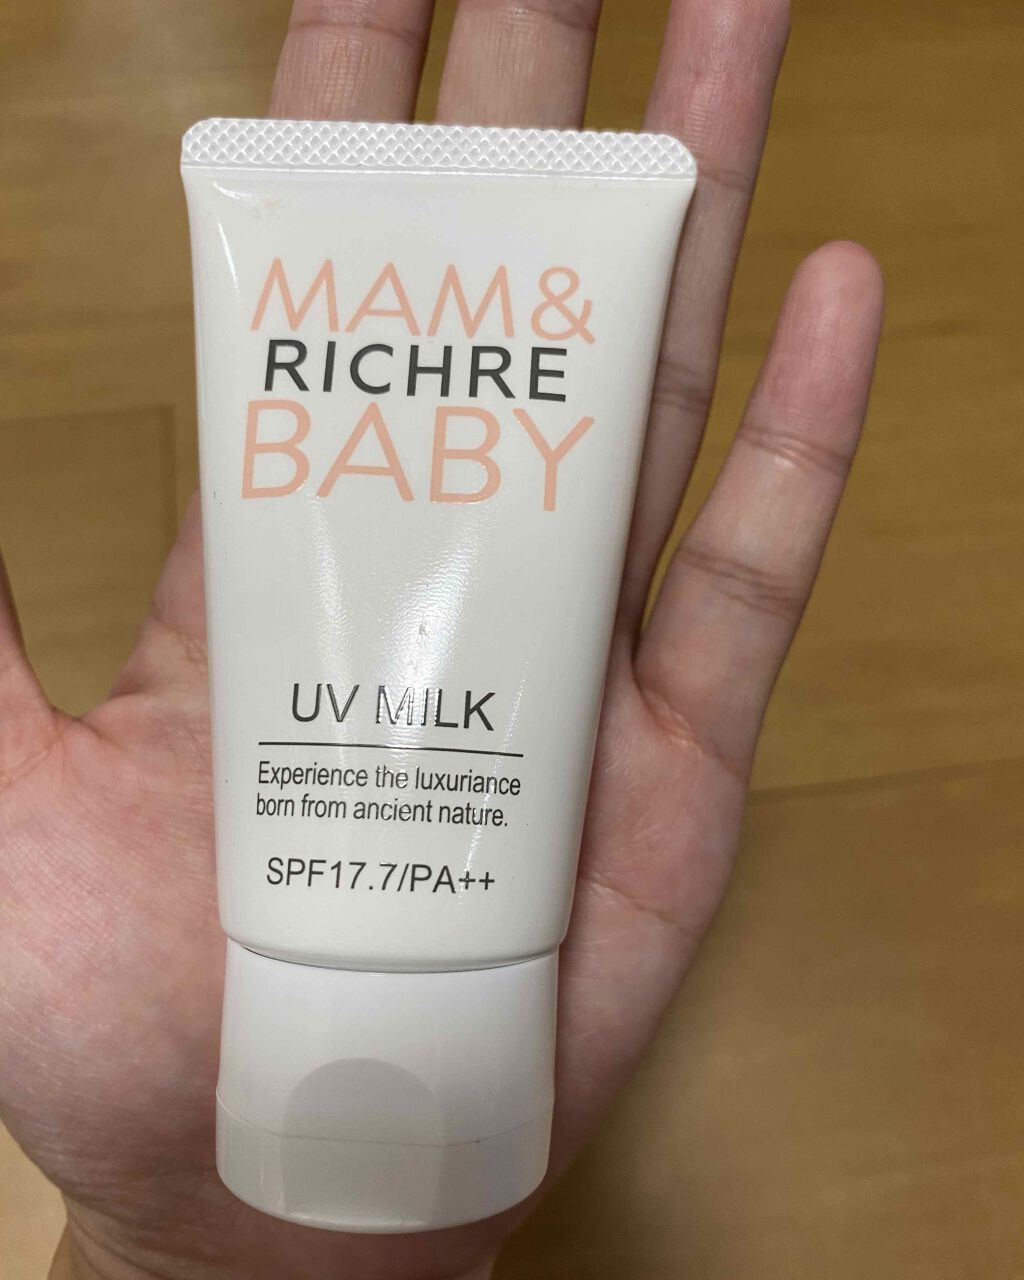 MAM&
RICHRE
BABY
UV MILK
Experience the luxuriance
born from ancient nature.
SPF17.7/PA++